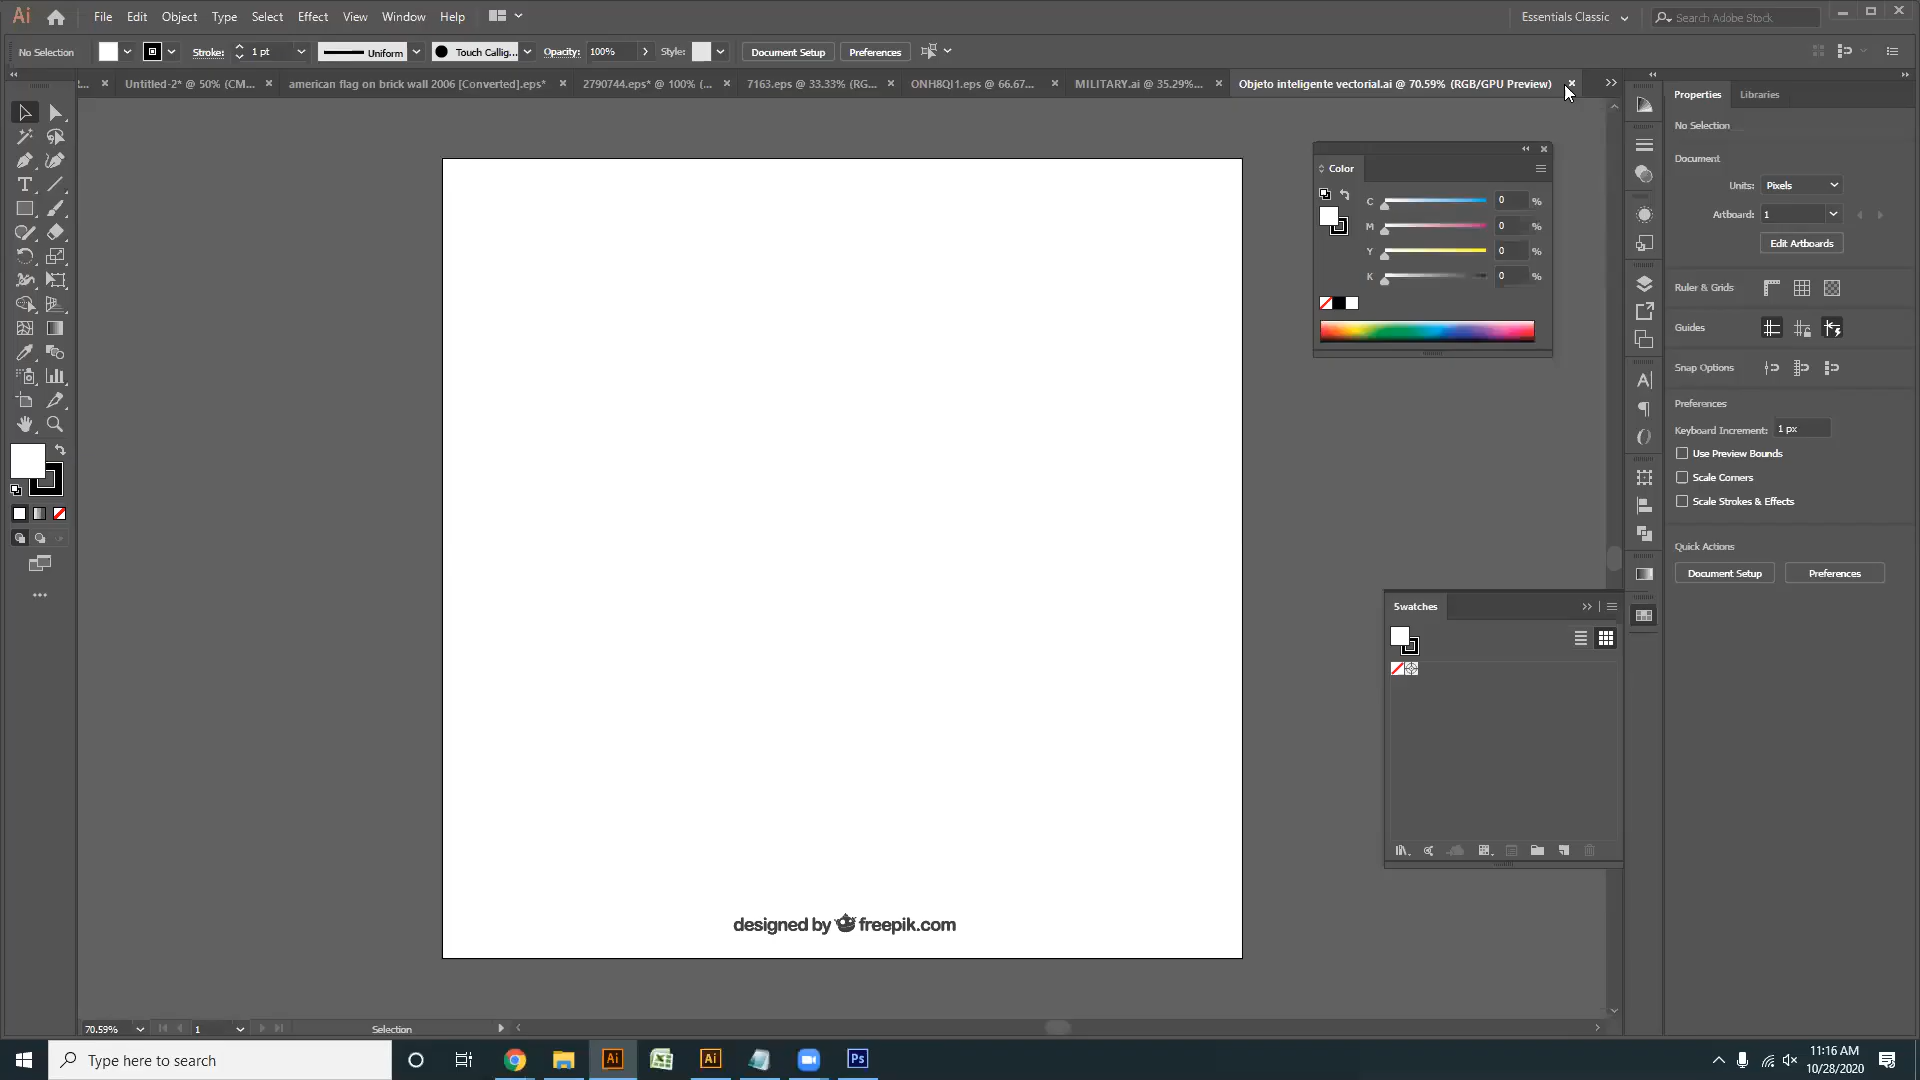 Ai File Edit Object Type Select Effect View Window Help Essentials Classic Search Adobe Stock
No Selection Stroke: 1 pt Uniform Touch Callig... Opacity: 100% Style: Document Setup Preferences
... Untitled-2* @ 50% (CM... american flag on brick wall 2006 [Converted].eps* 2790744.eps* @ 100% (... 7163.eps @ 33.33% (RG... ONH8QI1.eps @ 66.67... MILITARY.ai @ 35.29%... Objeto inteligente vectorial.ai @ 70.59% (RGB/GPU Preview)
Properties Libraries
No Selection
Document
Units: Pixels
Artboard: 1
Edit Artboards
Ruler & Grids
Guides
Snap Options
Preferences
Keyboard Increment: 1 px
Use Preview Bounds
Scale Corners
Scale Strokes & Effects
Quick Actions
Document Setup Preferences
Color
C 0 %
M 0 %
Y 0 %
K 0 %
Swatches
designed by freepik.com
70.59% 1 Selection
Type here to search Ai Ai Ps
11:16 AM
10/28/2020